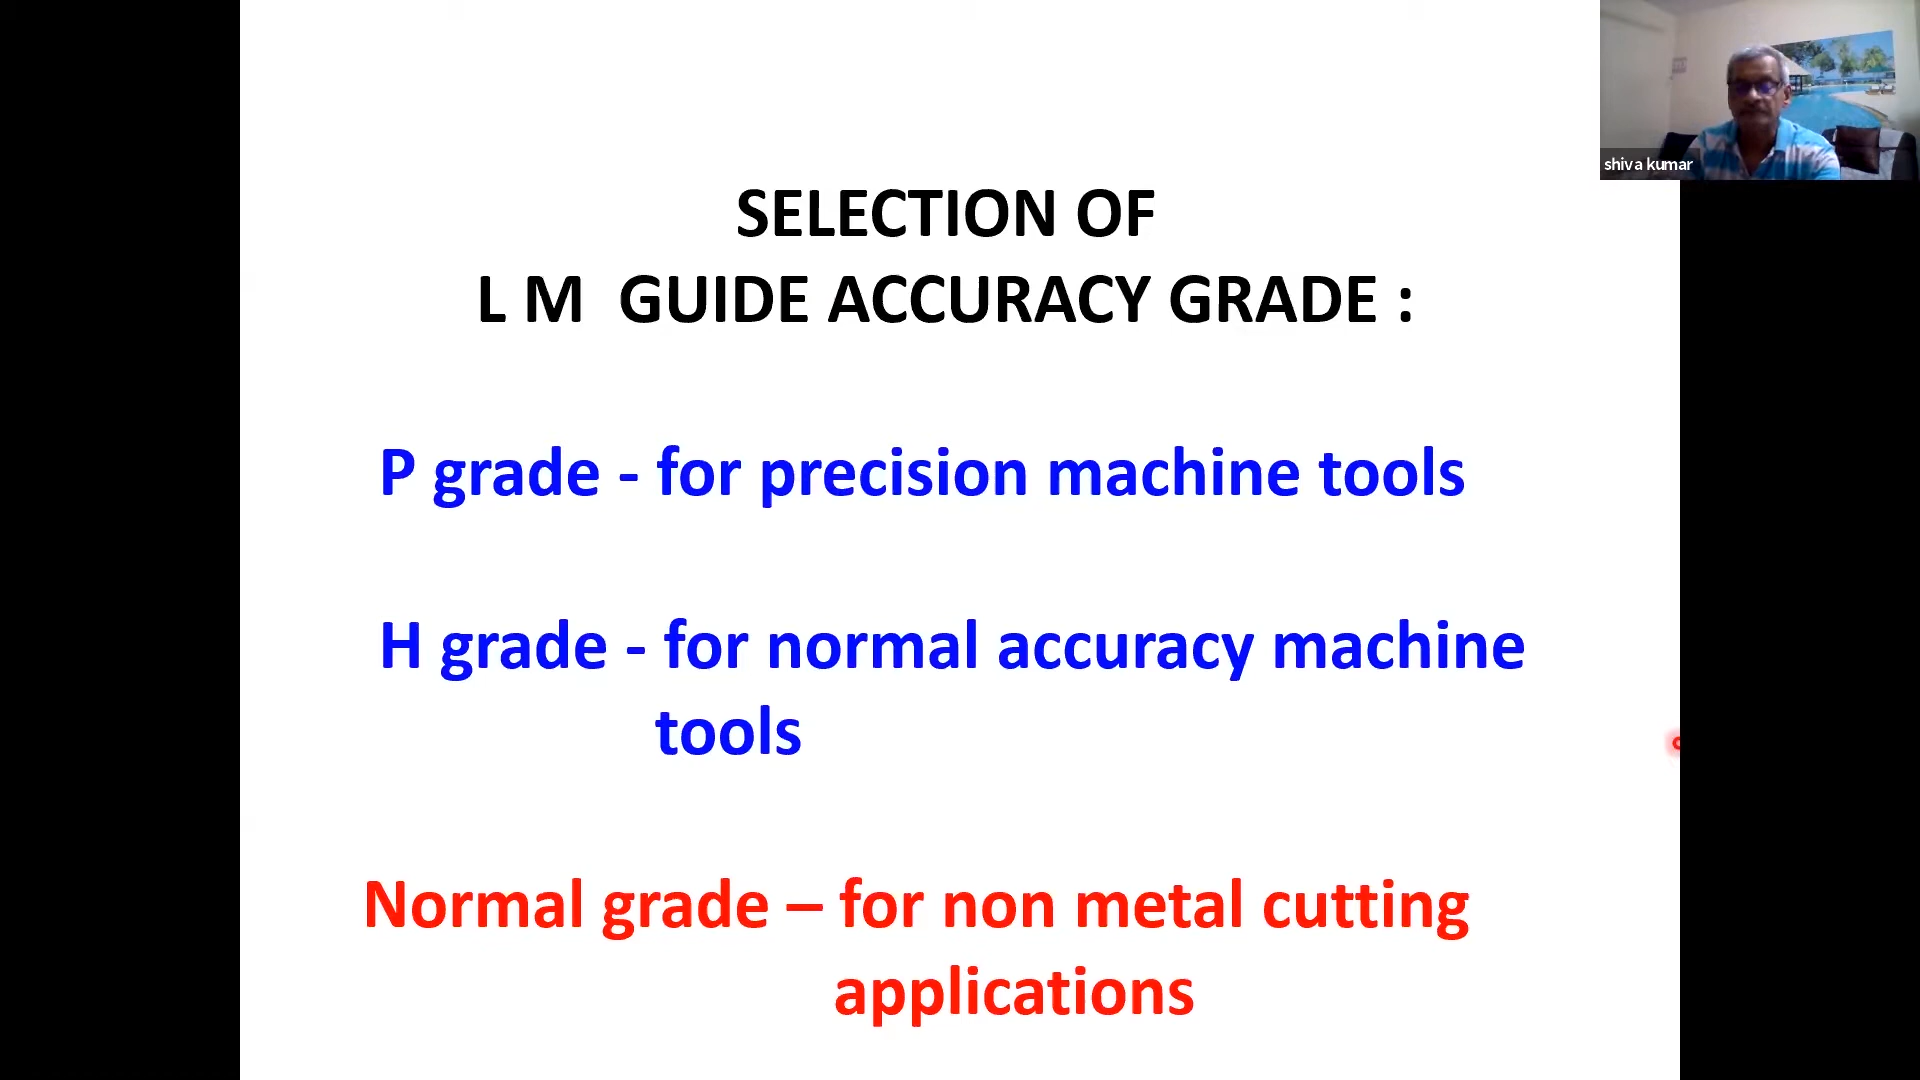 shiva kumar
SELECTION OF
L M GUIDE ACCURACY GRADE :
P grade - for precision machine tools
H grade - for normal accuracy machine
tools
Normal grade – for non metal cutting
applications